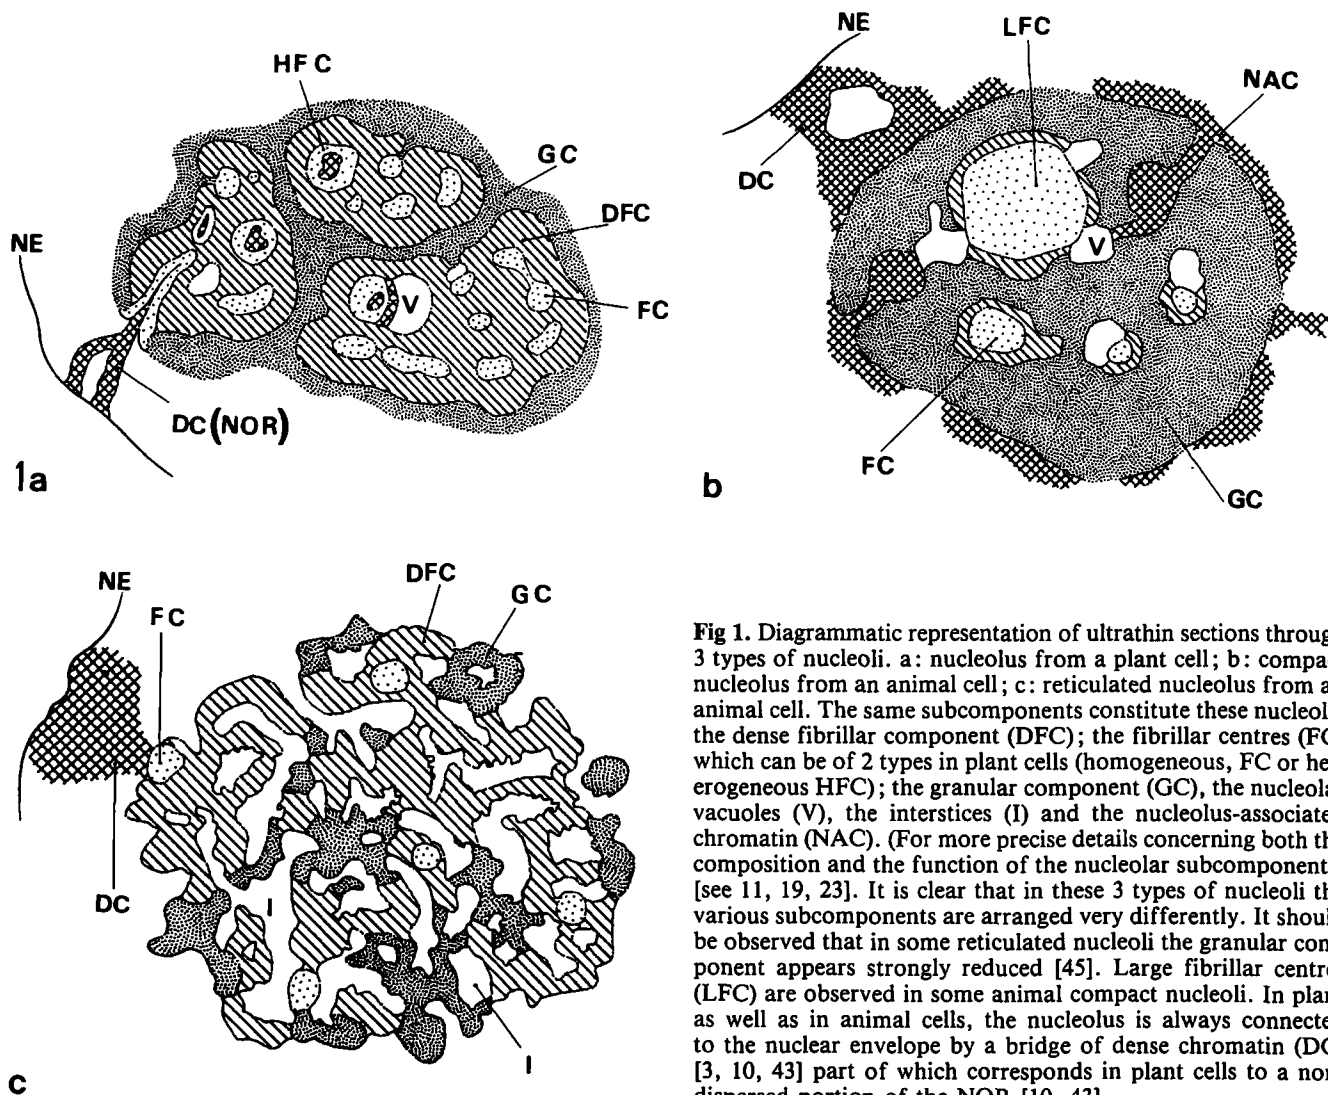 HFC
GC
DFC
NE
FC
V
DC(NOR)
1a
NE
LFC
NAC
DC
V
FC
GC
b
NE
FC
DFC
GC
DC
I
I
c
Fig 1. Diagrammatic representation of ultrathin sections throug
3 types of nucleoli. a: nucleolus from a plant cell; b: compa
nucleolus from an animal cell; c: reticulated nucleolus from a
animal cell. The same subcomponents constitute these nucleol
the dense fibrillar component (DFC); the fibrillar centres (FC
which can be of 2 types in plant cells (homogeneous, FC or he
erogeneous HFC); the granular component (GC), the nucleola
vacuoles (V), the interstices (I) and the nucleolus-associate
chromatin (NAC). (For more precise details concerning both th
composition and the function of the nucleolar subcomponent
[see 11, 19, 23]. It is clear that in these 3 types of nucleoli th
various subcomponents are arranged very differently. It shoul
be observed that in some reticulated nucleoli the granular com
ponent appears strongly reduced [45]. Large fibrillar centre
(LFC) are observed in some animal compact nucleoli. In plan
as well as in animal cells, the nucleolus is always connecte
to the nuclear envelope by a bridge of dense chromatin (DC
[3, 10, 43] part of which corresponds in plant cells to a non
dispersed portion of the NOR [10, 43]